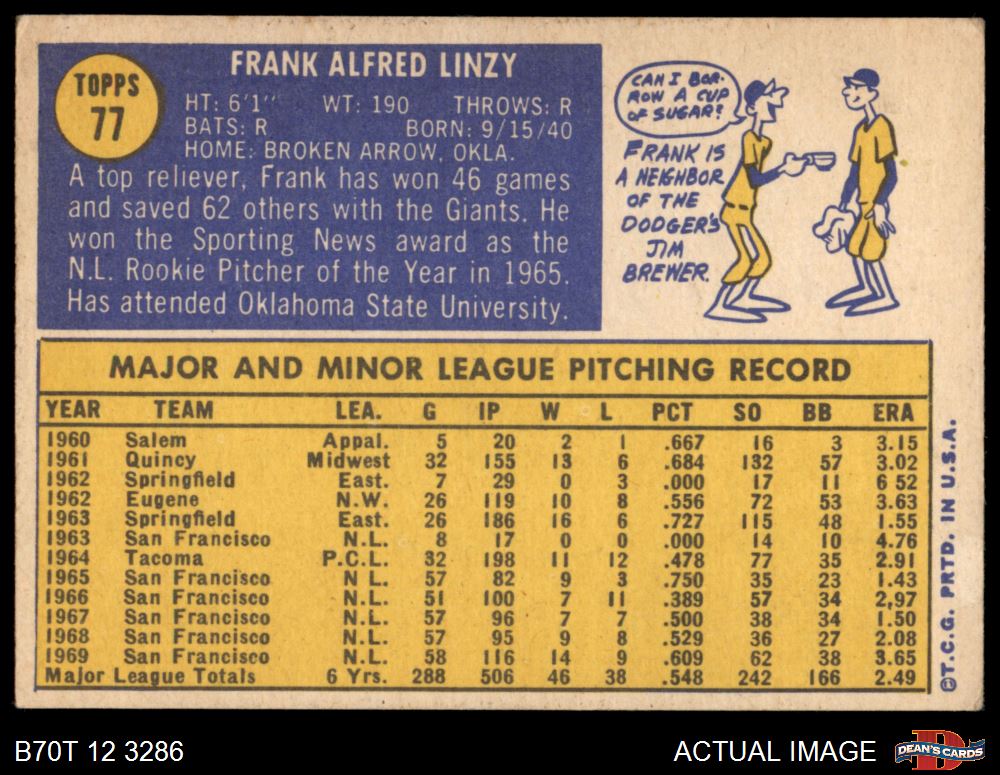 TOPPS
77
FRANK ALFRED LINZY
HT: 6'1" WT: 190 THROWS: R
BATS: R BORN: 9/15/40
HOME: BROKEN ARROW, OKLA.
A top reliever, Frank has won 46 games
and saved 62 others with the Giants. He
won the Sporting News award as the
N.L. Rookie Pitcher of the Year in 1965.
Has attended Oklahoma State University.
CAN I BOR-
ROW A CUP
OF SUGAR?
FRANK IS
A NEIGHBOR
OF THE
DODGER'S
JIM
BREWER.
MAJOR AND MINOR LEAGUE PITCHING RECORD
YEAR TEAM LEA. G IP W L PCT SO BB ERA
1960 Salem Appal. 5 20 2 1 .667 16 3 3.15
1961 Quincy Midwest 32 155 13 6 .684 132 57 3.02
1962 Springfield East. 7 29 0 3 .000 17 11 6 52
1962 Eugene N.W. 26 119 10 8 .556 72 53 3.63
1963 Springfield East. 26 186 16 6 .727 115 48 1.55
1963 San Francisco N.L. 8 17 0 0 .000 14 10 4.76
1964 Tacoma P.C.L. 32 198 11 12 .478 77 35 2.91
1965 San Francisco N L. 57 82 9 3 .750 35 23 1.43
1966 San Francisco N.L. 51 100 7 11 .389 57 34 2,97
1967 San Francisco N.L. 57 96 7 7 .500 38 34 1.50
1968 San Francisco N.L. 57 95 9 8 .529 36 27 2.08
1969 San Francisco N.L. 58 116 14 9 .609 62 38 3.65
Major League Totals 6 Yrs. 288 506 46 38 .548 242 166 2.49
©T.C.G. PRTD. IN U.S.A.
B70T 12 3286 ACTUAL IMAGE
DEAN'S CARDS